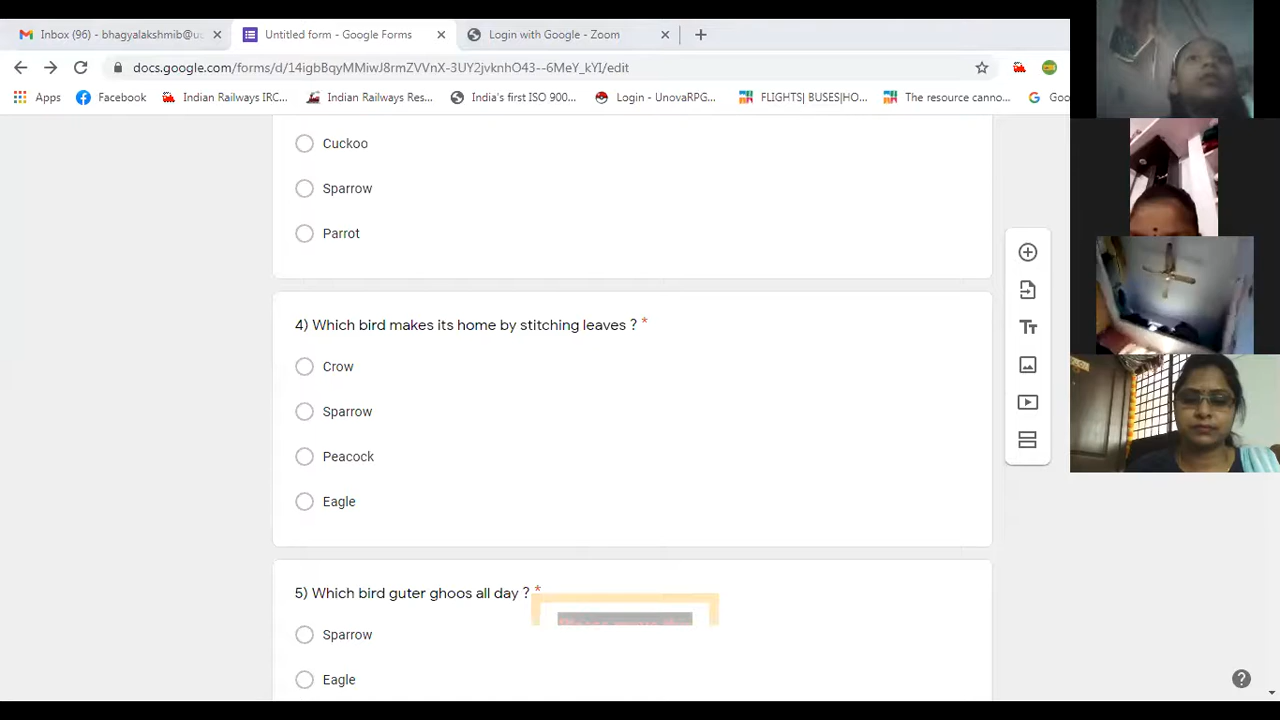 Inbox (96) - bhagyalakshmib@us
Untitled form - Google Forms
Login with Google - Zoom
docs.google.com/forms/d/14igbBqvMMiwJ8rmZVVnX-3UY2jvknhO43--6MeY_kYI/edit
Apps
Facebook
Indian Railways IRC...
Indian Railways Res...
India's first ISO 900...
Login - UnovaRPG...
FLIGHTS| BUSES|HO...
The resource canno...
Goo
Cuckoo
Sparrow
Parrot
4) Which bird makes its home by stitching leaves ? *
Crow
Sparrow
Peacock
Eagle
5) Which bird guter ghoos all day ? *
Sparrow
Eagle